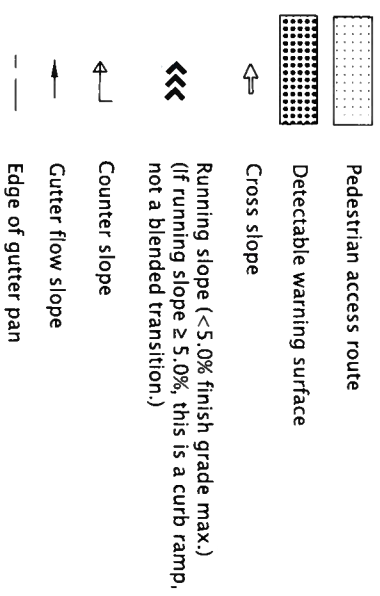 Pedestrian access route
Detectable warning surface
Cross slope
Running slope (<5.0% finish grade max.)
(If running slope ≥ 5.0%, this is a curb ramp,
not a blended transition.)
Counter slope
Gutter flow slope
Edge of gutter pan